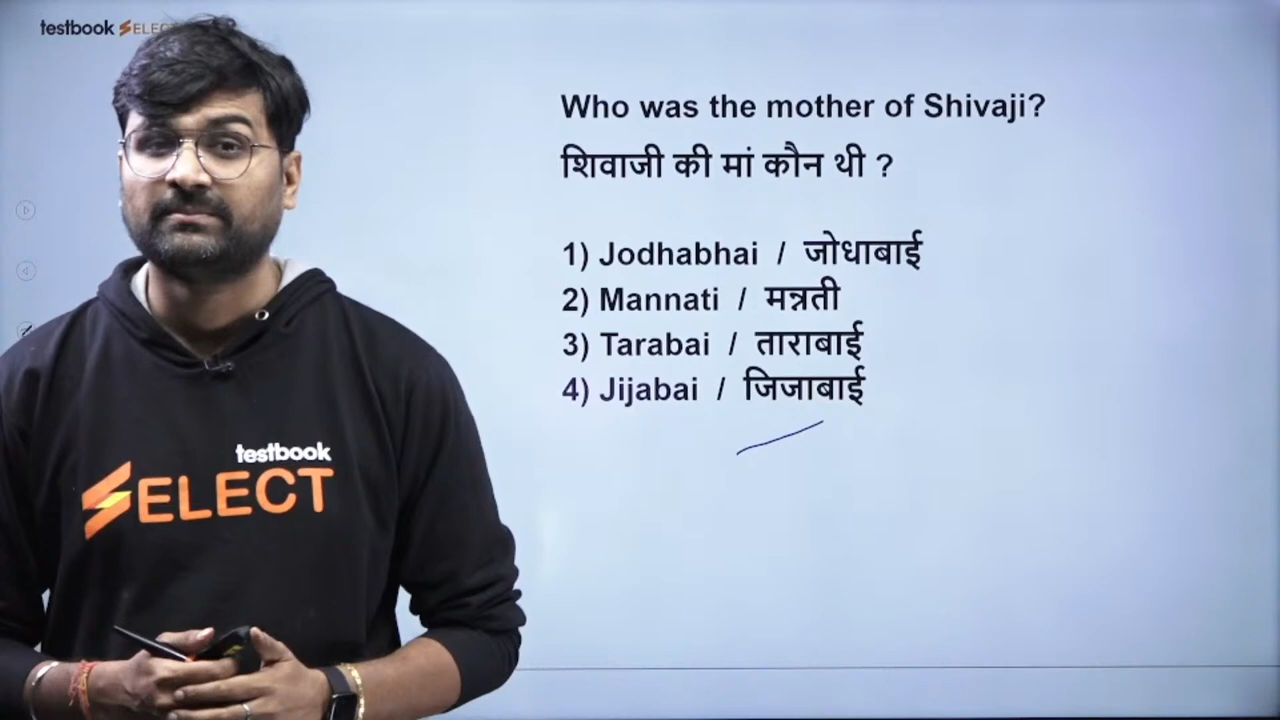 testbook SELECT
Who was the mother of Shivaji?
शिवाजी की मां कौन थी ?
1) Jodhabhai / जोधाबाई
2) Mannati / मन्नती
3) Tarabai / ताराबाई
4) Jijabai / जिजाबाई
testbook
SELECT